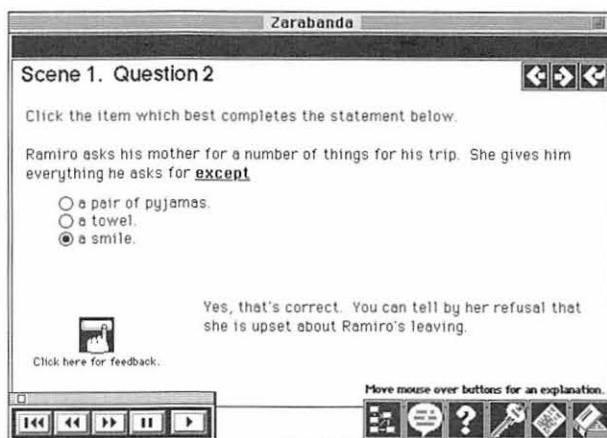 Zarabanda
Scene 1. Question 2
Click the item which best completes the statement below.
Ramiro asks his mother for a number of things for his trip. She gives him
everything he asks for except
a pair of pyjamas.
a towel.
a smile.
Yes, that's correct. You can tell by her refusal that
she is upset about Ramiro's leaving.
Click here for feedback.
Move mouse over buttons for an explanation.
?